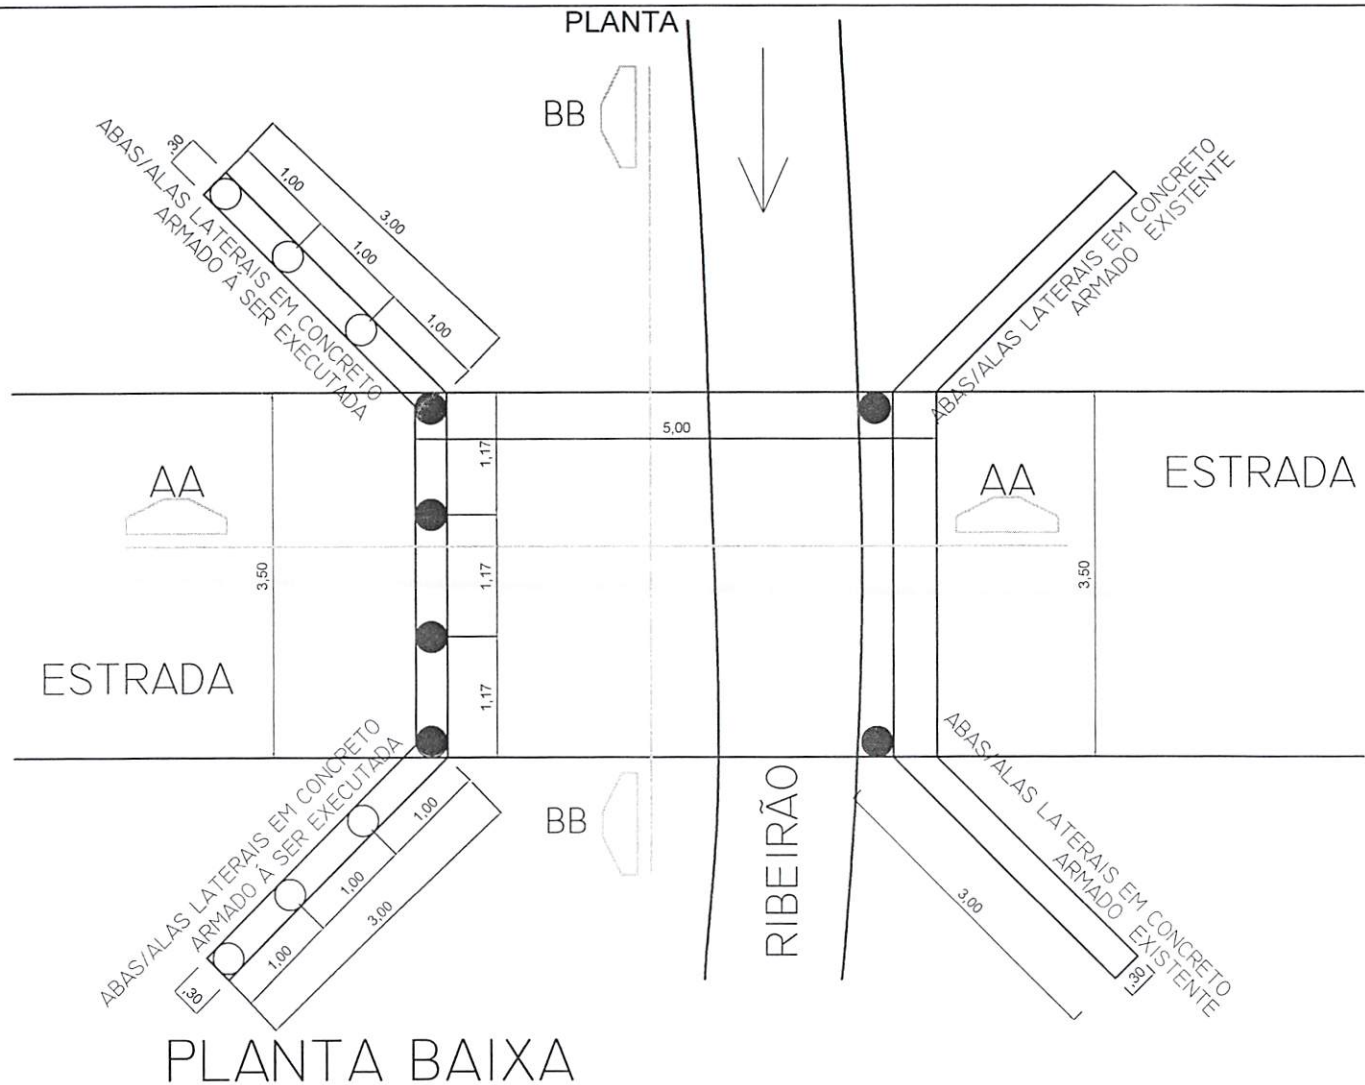 PLANTA
BB
ABAS/ALAS LATERAIS EM CONCRETO
ARMADO À SER EXECUTADA
,30
1,00
1,00
1,00
3,00
ABAS/ALAS LATERAIS EM CONCRETO
ARMADO EXISTENTE
5,00
1,17
1,17
1,17
AA
AA
ESTRADA
3,50
3,50
ESTRADA
ABAS/ALAS LATERAIS EM CONCRETO
ARMADO À SER EXECUTADA
,30
1,00
1,00
1,00
3,00
BB
RIBEIRÃO
ABAS/ALAS LATERAIS EM CONCRETO
ARMADO EXISTENTE
3,00
,30
PLANTA BAIXA